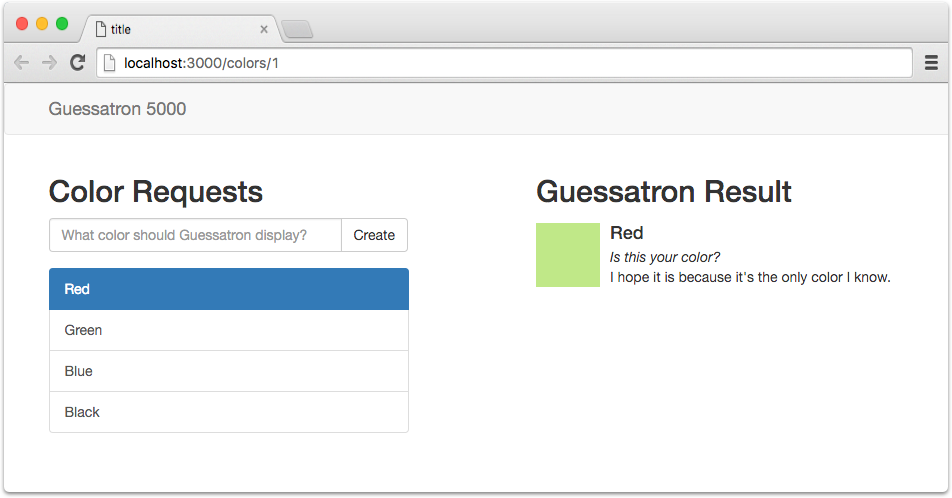 title
localhost:3000/colors/1
Guessatron 5000
Color Requests
What color should Guessatron display? Create
Red
Green
Blue
Black
Guessatron Result
Red
Is this your color?
I hope it is because it's the only color I know.